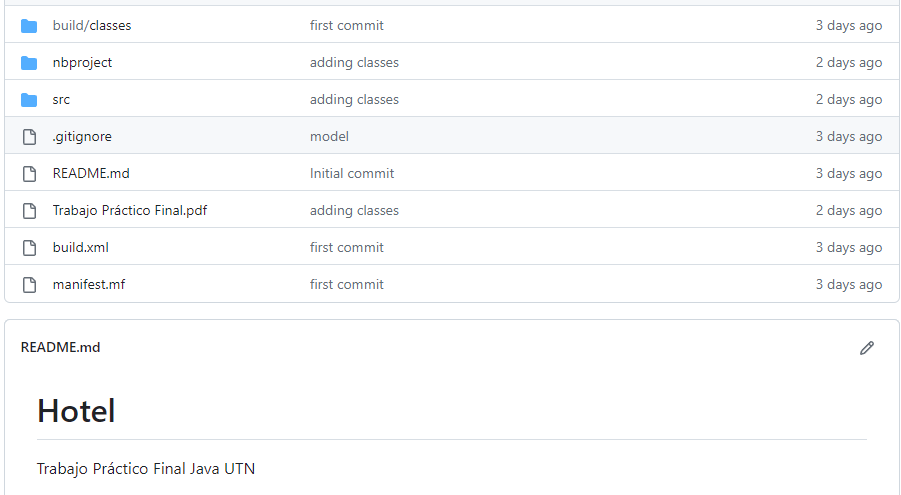 build/classes first commit 3 days ago
nbproject adding classes 2 days ago
src adding classes 2 days ago
.gitignore model 3 days ago
README.md Initial commit 3 days ago
Trabajo Práctico Final.pdf adding classes 2 days ago
build.xml first commit 3 days ago
manifest.mf first commit 3 days ago
README.md
Hotel
Trabajo Práctico Final Java UTN